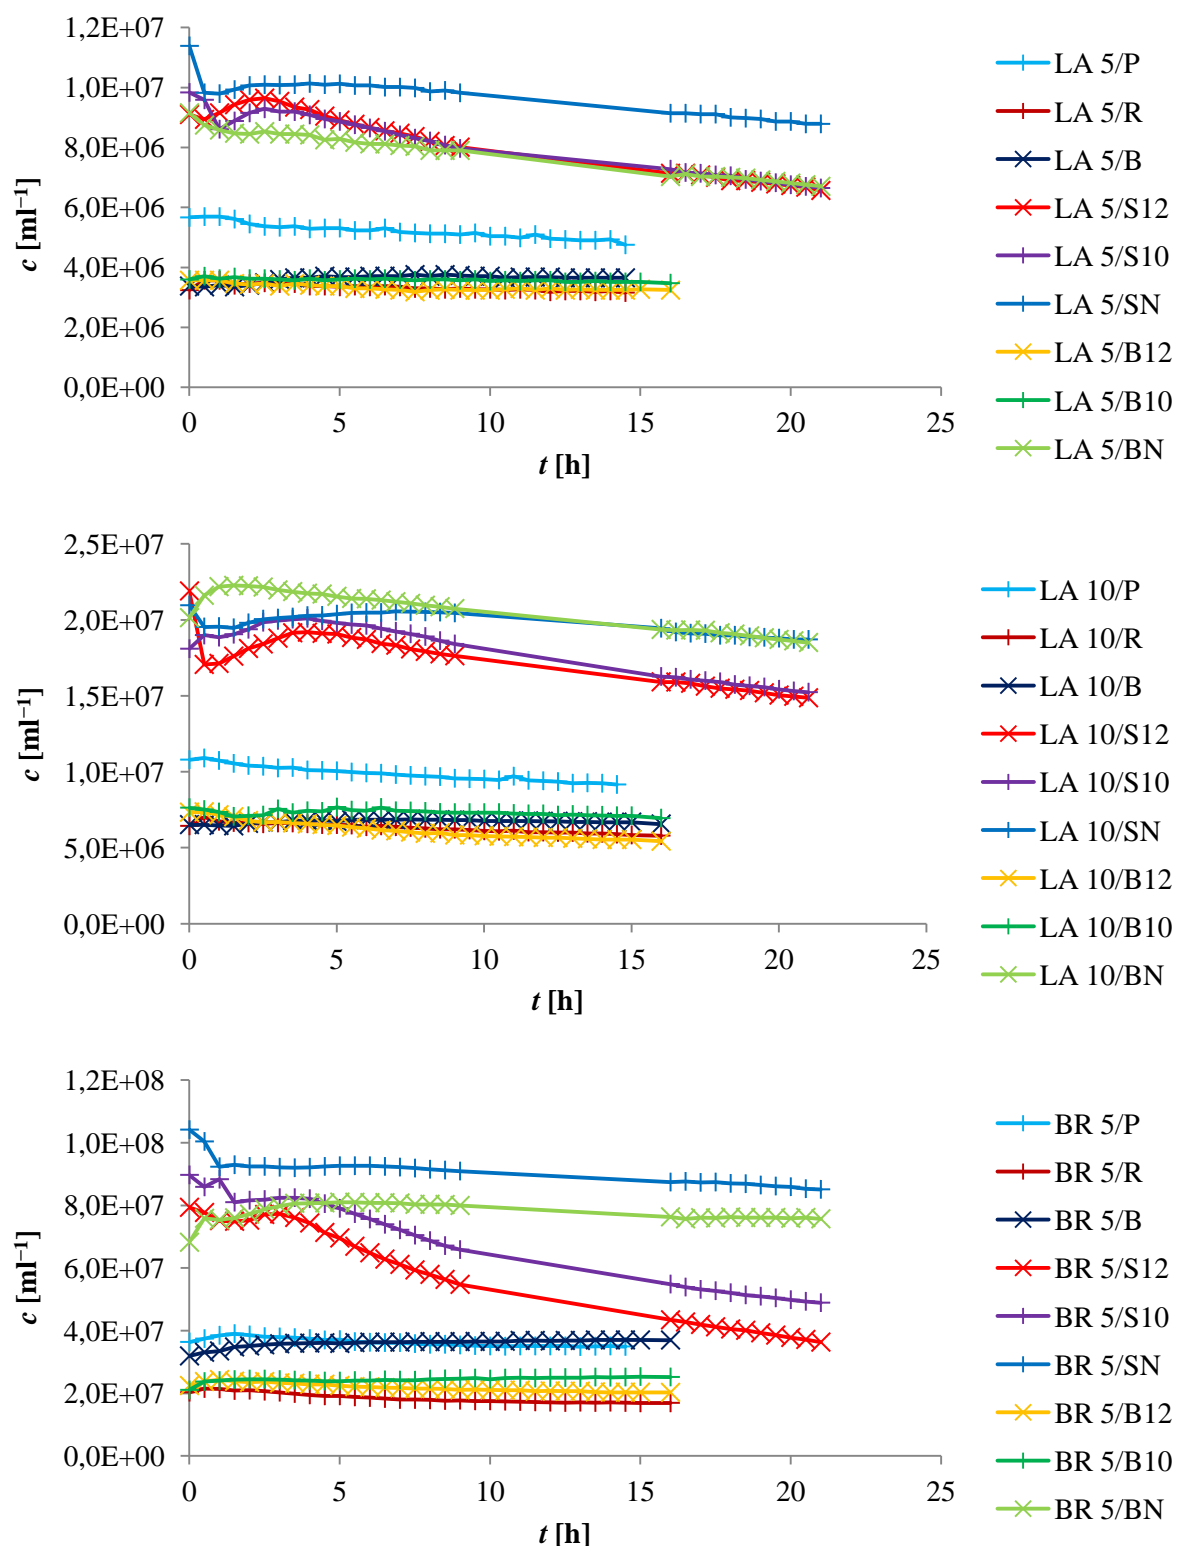 1,2E+07
1,0E+07
8,0E+06
6,0E+06
4,0E+06
2,0E+06
0,0E+00
c [ml⁻¹]
0 5 10 15 20 25
t [h]
LA 5/P
LA 5/R
LA 5/B
LA 5/S12
LA 5/S10
LA 5/SN
LA 5/B12
LA 5/B10
LA 5/BN
2,5E+07
2,0E+07
1,5E+07
1,0E+07
5,0E+06
0,0E+00
c [ml⁻¹]
0 5 10 15 20 25
t [h]
LA 10/P
LA 10/R
LA 10/B
LA 10/S12
LA 10/S10
LA 10/SN
LA 10/B12
LA 10/B10
LA 10/BN
1,2E+08
1,0E+08
8,0E+07
6,0E+07
4,0E+07
2,0E+07
0,0E+00
c [ml⁻¹]
0 5 10 15 20 25
t [h]
BR 5/P
BR 5/R
BR 5/B
BR 5/S12
BR 5/S10
BR 5/SN
BR 5/B12
BR 5/B10
BR 5/BN